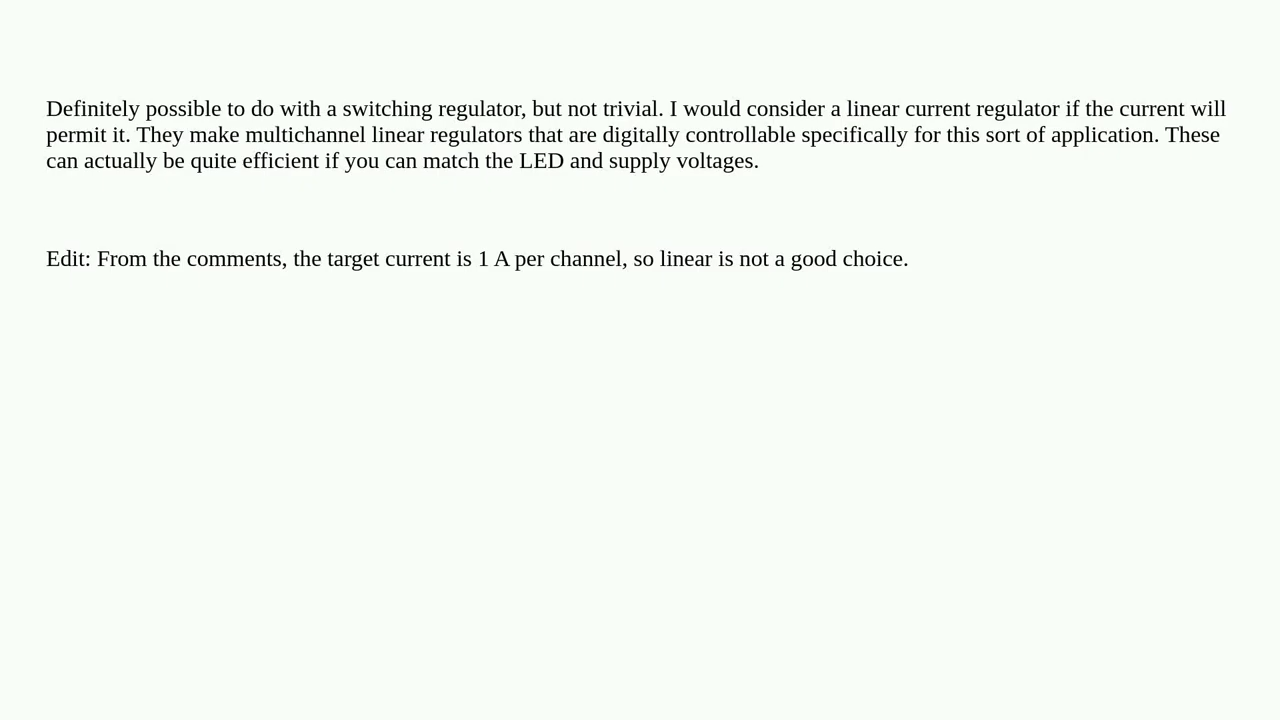 Definitely possible to do with a switching regulator, but not trivial. I would consider a linear current regulator if the current will
permit it. They make multichannel linear regulators that are digitally controllable specifically for this sort of application. These
can actually be quite efficient if you can match the LED and supply voltages.
Edit: From the comments, the target current is 1 A per channel, so linear is not a good choice.